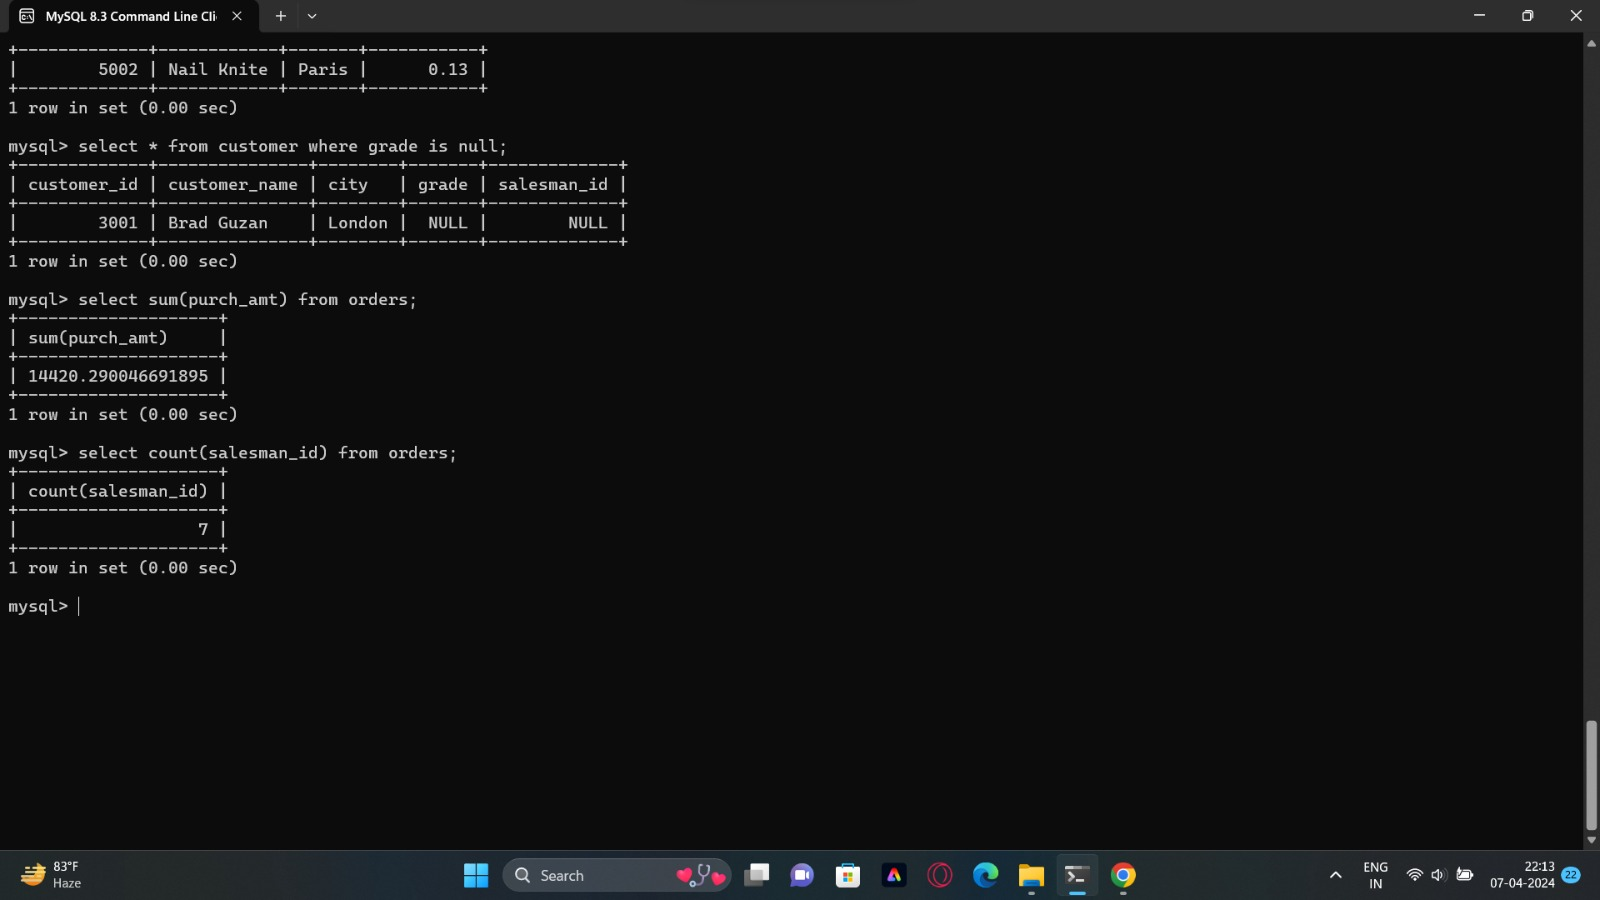 MySQL 8.3 Command Line Cli
+-------------+------------+-------+-----------+
|        5002 | Nail Knite | Paris |      0.13 |
+-------------+------------+-------+-----------+
1 row in set (0.00 sec)
mysql> select * from customer where grade is null;
+-------------+---------------+--------+-------+-------------+
| customer_id | customer_name | city   | grade | salesman_id |
+-------------+---------------+--------+-------+-------------+
|        3001 | Brad Guzan    | London |  NULL |        NULL |
+-------------+---------------+--------+-------+-------------+
1 row in set (0.00 sec)
mysql> select sum(purch_amt) from orders;
+--------------------+
| sum(purch_amt)     |
+--------------------+
| 14420.290046691895 |
+--------------------+
1 row in set (0.00 sec)
mysql> select count(salesman_id) from orders;
+--------------------+
| count(salesman_id) |
+--------------------+
|                  7 |
+--------------------+
1 row in set (0.00 sec)
mysql>
83°F
Haze
Search
ENG
IN
22:13
07-04-2024
22